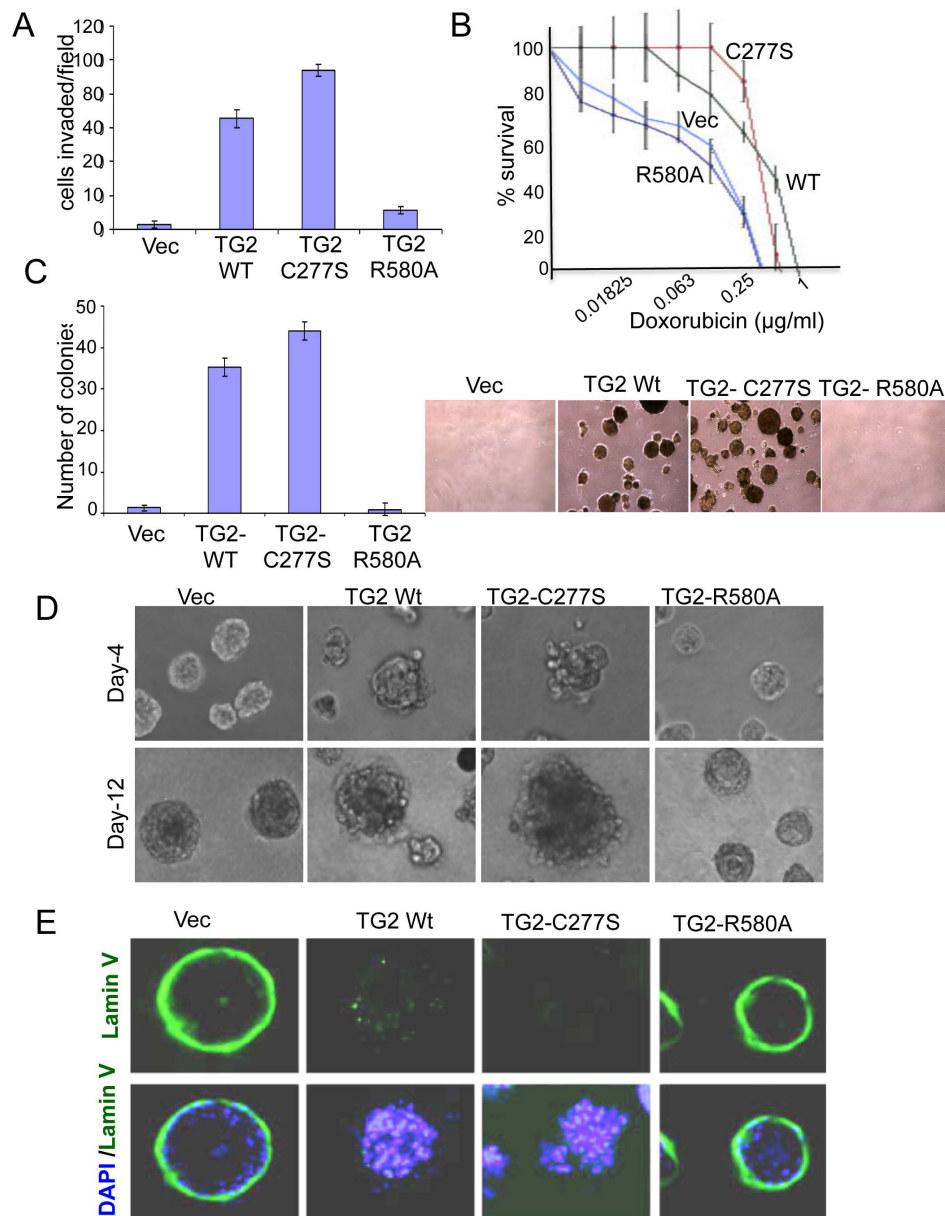 A
cells invaded/field
120
100
80
40
20
10
0
Vec
TG2
WT
TG2
C277S
TG2
R580A
B
% survival
100
80
60
40
20
0
C277S
Vec
R580A
WT
0.01825
0.063
0.25
1
Doxorubicin (µg/ml)
C
Number of colonies
50
40
30
20
10
0
Vec
TG2-
WT
TG2-
C277S
TG2
R580A
Vec
TG2 Wt
TG2- C277S
TG2- R580A
D
Vec
TG2 Wt
TG2-C277S
TG2-R580A
Day-4
Day-12
E
Vec
TG2 Wt
TG2-C277S
TG2-R580A
Lamin V
DAPI /Lamin V